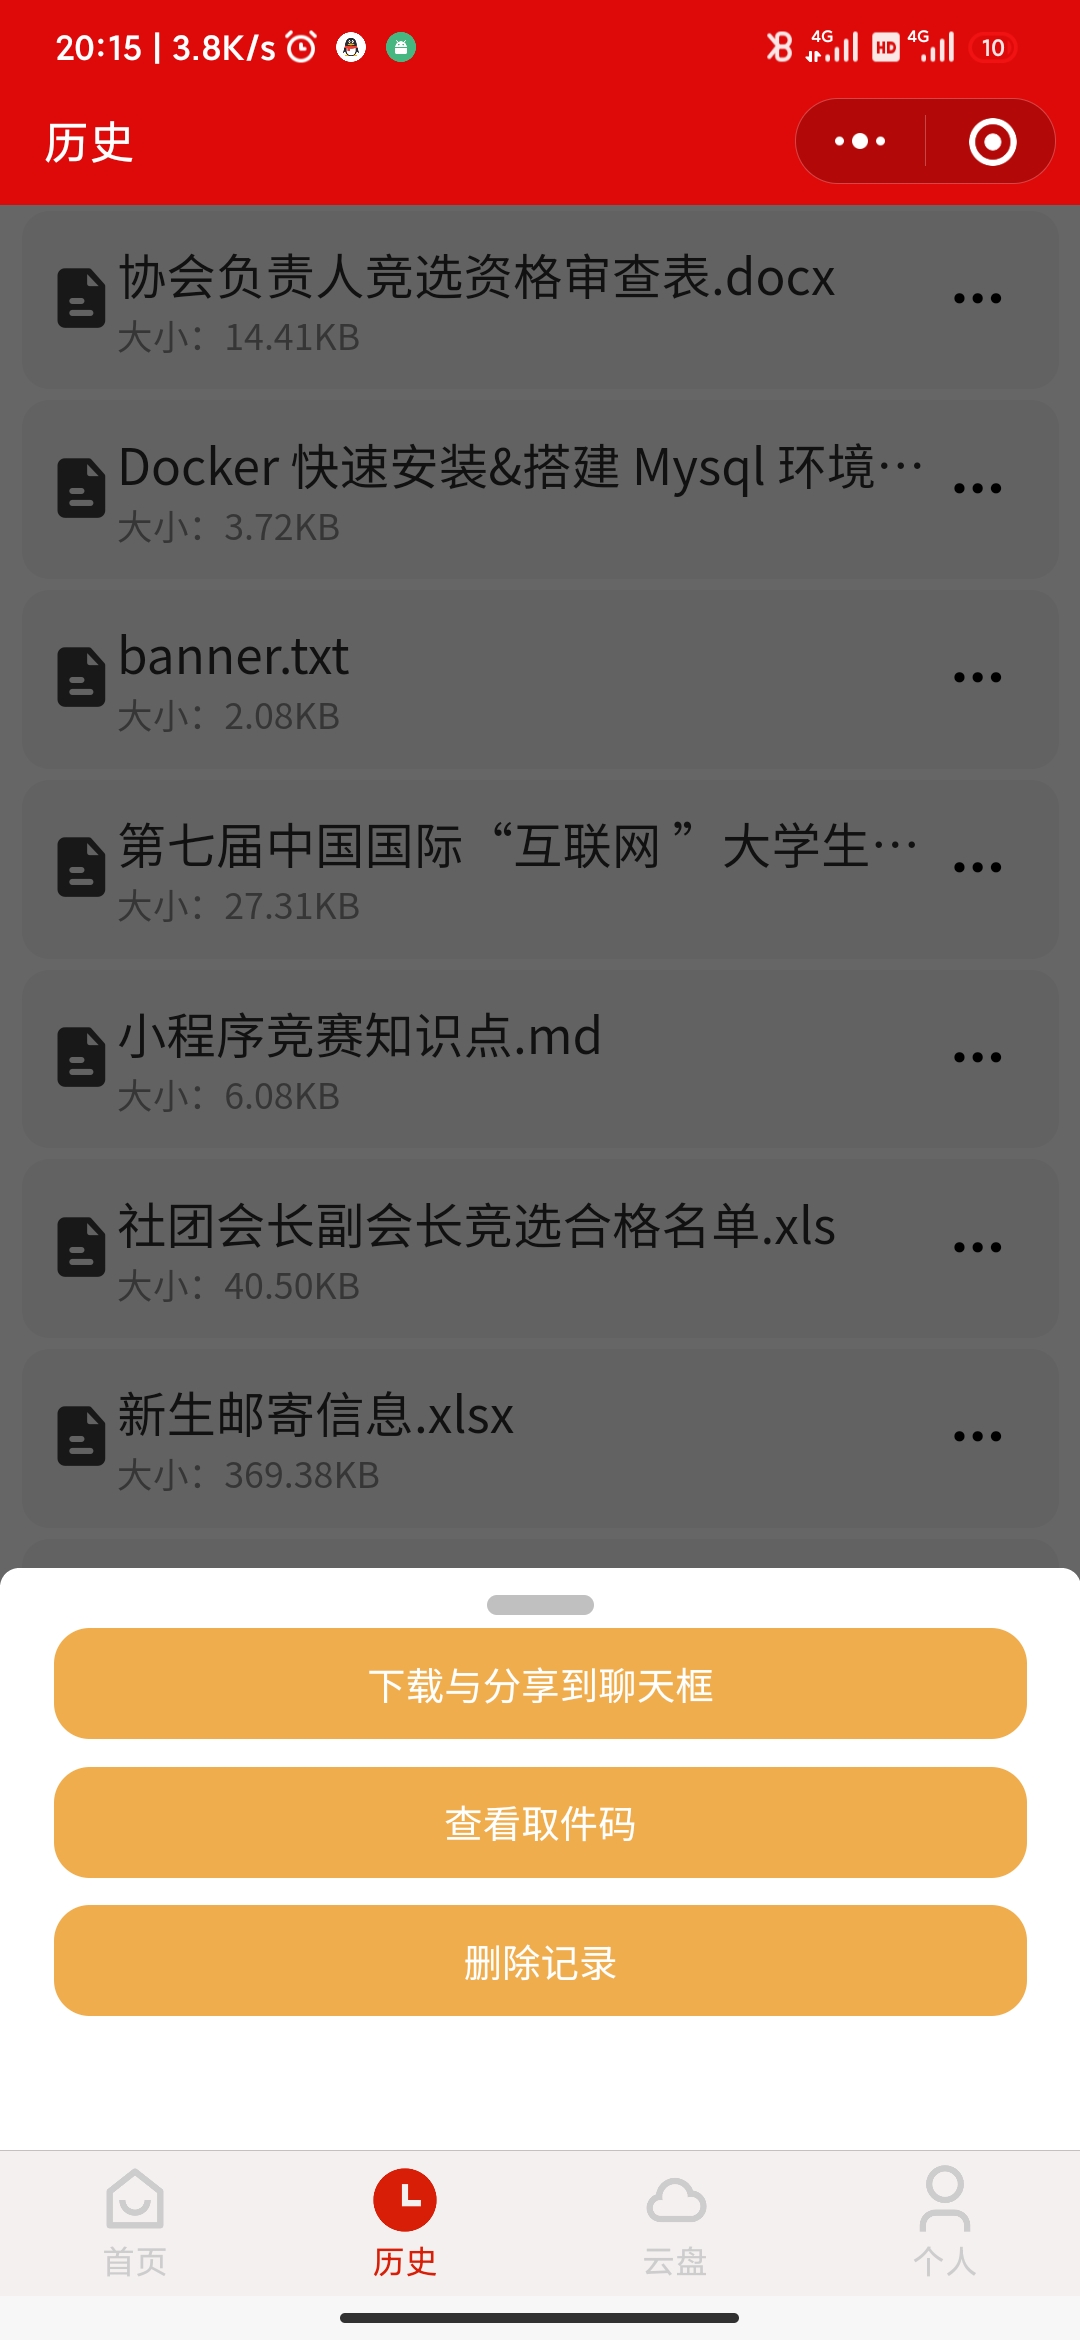 20:15 | 3.8K/s 4G HD 4G 10
历史
协会负责人竞选资格审查表.docx
大小：14.41KB
Docker 快速安装&搭建 Mysql 环境…
大小：3.72KB
banner.txt
大小：2.08KB
第七届中国国际“互联网 ”大学生…
大小：27.31KB
小程序竞赛知识点.md
大小：6.08KB
社团会长副会长竞选合格名单.xls
大小：40.50KB
新生邮寄信息.xlsx
大小：369.38KB
下载与分享到聊天框
查看取件码
删除记录
首页 历史 云盘 个人